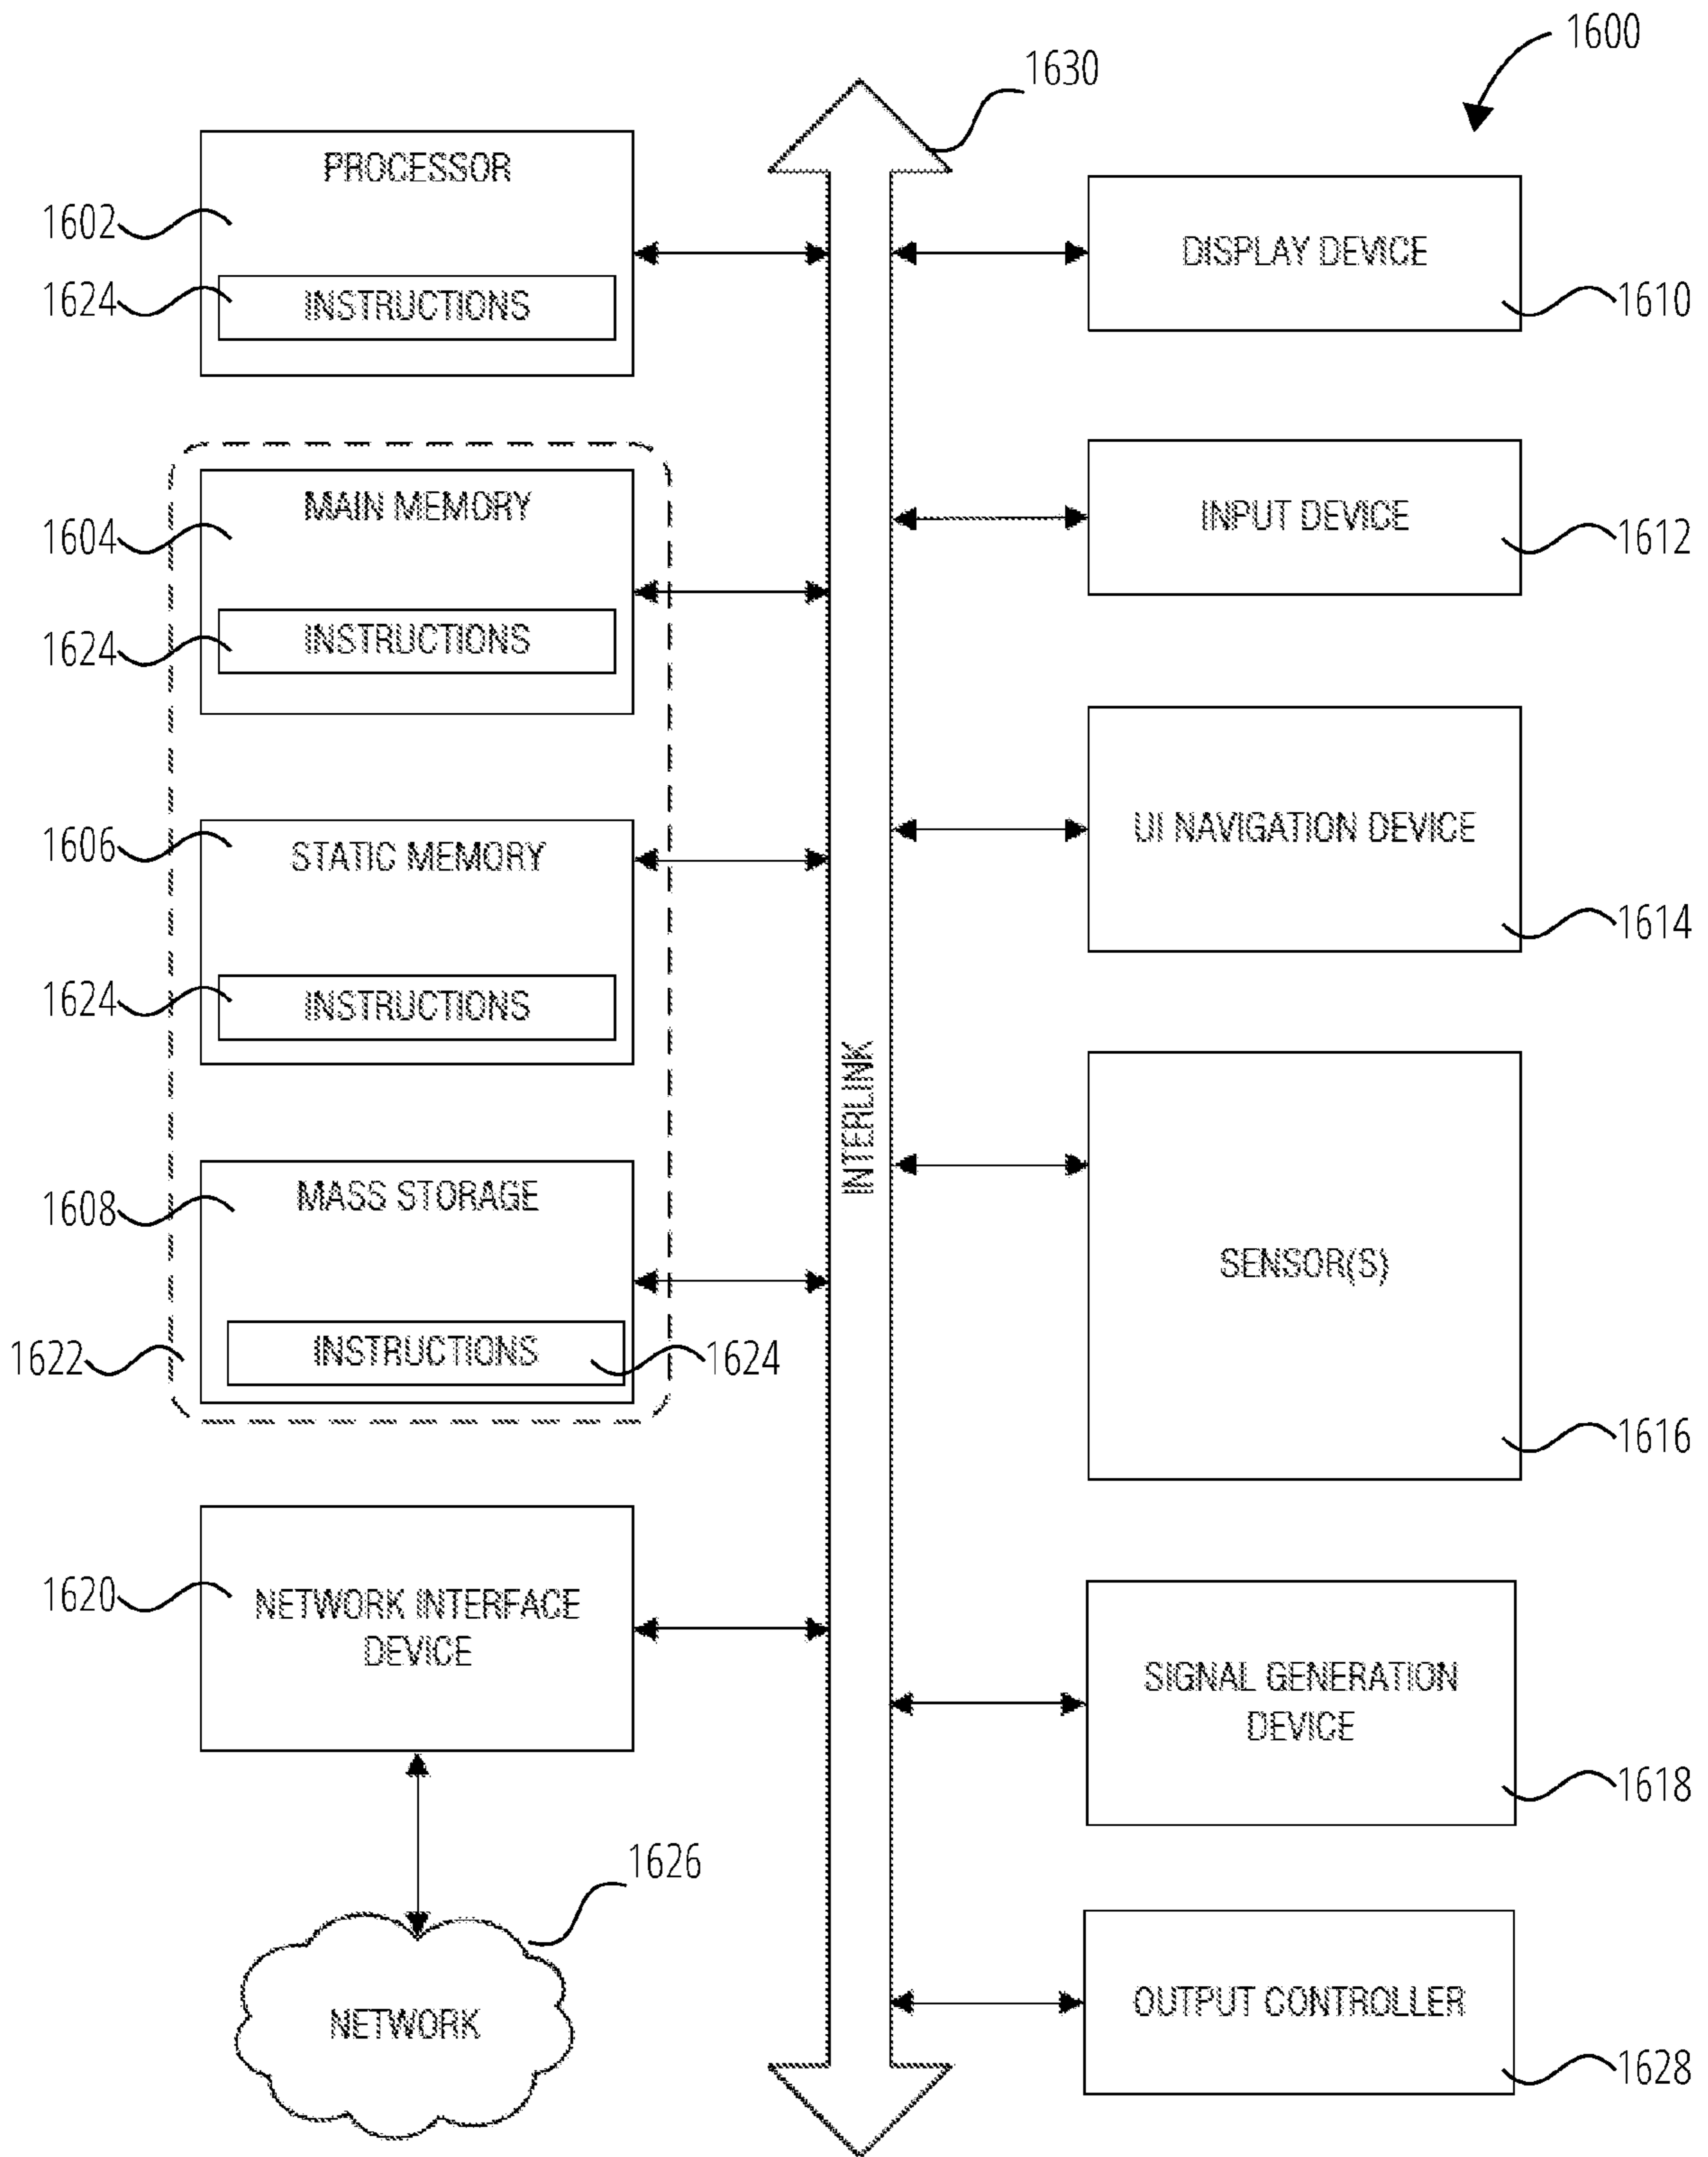 1600
1630
PROCESSOR
1602
1624
INSTRUCTIONS
DISPLAY DEVICE
1610
MAIN MEMORY
1604
1624
INSTRUCTIONS
INPUT DEVICE
1612
1606
STATIC MEMORY
1624
INSTRUCTIONS
UI NAVIGATION DEVICE
1614
INTERLINK
MASS STORAGE
1608
INSTRUCTIONS
1624
1622
SENSOR(S)
1616
1620
NETWORK INTERFACE
DEVICE
SIGNAL GENERATION
DEVICE
1618
1626
NETWORK
OUTPUT CONTROLLER
1628